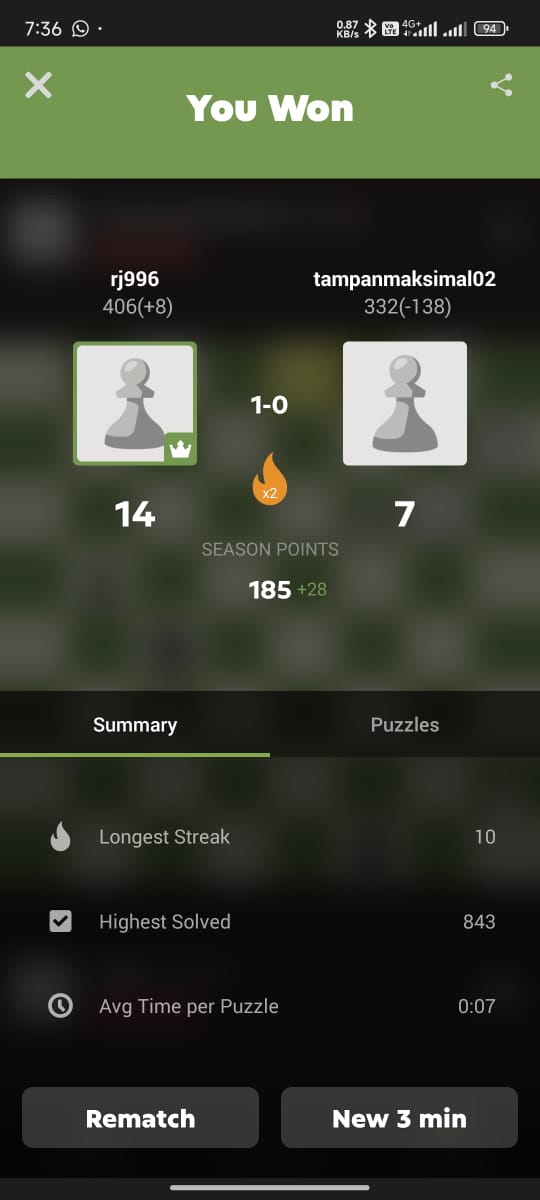 7:36
0.87 KB/s Vo LTE 4G+ 94
You Won
rj996 tampanmaksimal02
406(+8) 332(-138)
1-0
x2
14 7
SEASON POINTS
185 +28
Summary Puzzles
Longest Streak 10
Highest Solved 843
Avg Time per Puzzle 0:07
Rematch New 3 min